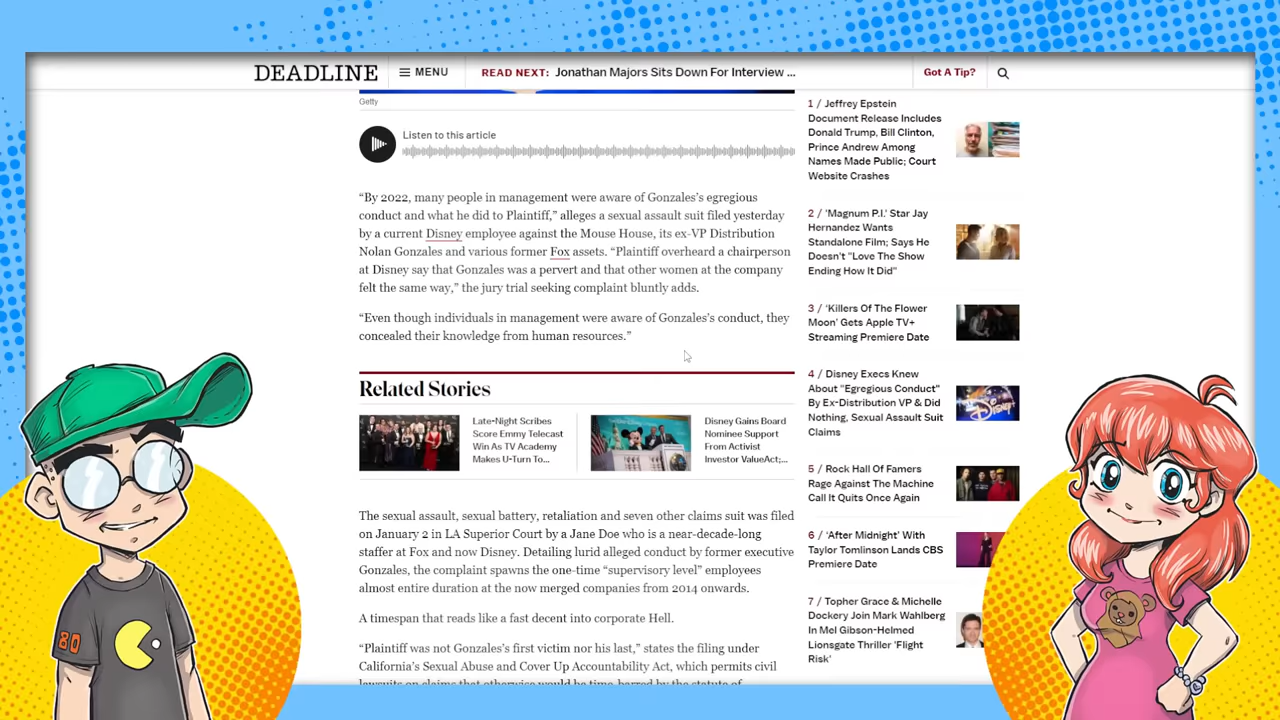 DEADLINE
MENU
READ NEXT: Jonathan Majors Sits Down For Interview ...
Got A Tip?
Getty
Listen to this article
“By 2022, many people in management were aware of Gonzales’s egregious
conduct and what he did to Plaintiff,” alleges a sexual assault suit filed yesterday
by a current Disney employee against the Mouse House, its ex-VP Distribution
Nolan Gonzales and various former Fox assets. “Plaintiff overheard a chairperson
at Disney say that Gonzales was a pervert and that other women at the company
felt the same way,” the jury trial seeking complaint bluntly adds.
“Even though individuals in management were aware of Gonzales’s conduct, they
concealed their knowledge from human resources.”
Related Stories
Late-Night Scribes
Score Emmy Telecast
Win As TV Academy
Makes U-Turn To...
Disney Gains Board
Nominee Support
From Activist
Investor ValueAct;...
The sexual assault, sexual battery, retaliation and seven other claims suit was filed
on January 2 in LA Superior Court by a Jane Doe who is a near-decade-long
staffer at Fox and now Disney. Detailing lurid alleged conduct by former executive
Gonzales, the complaint spawns the one-time “supervisory level” employees
almost entire duration at the now merged companies from 2014 onwards.
A timespan that reads like a fast decent into corporate Hell.
“Plaintiff was not Gonzales’s first victim nor his last,” states the filing under
California’s Sexual Abuse and Cover Up Accountability Act, which permits civil
lawsuits on claims that otherwise would be time-barred by the statute of
1 / Jeffrey Epstein
Document Release Includes
Donald Trump, Bill Clinton,
Prince Andrew Among
Names Made Public; Court
Website Crashes
2 / ‘Magnum P.I.’ Star Jay
Hernandez Wants
Standalone Film; Says He
Doesn’t “Love The Show
Ending How It Did”
3 / ‘Killers Of The Flower
Moon’ Gets Apple TV+
Streaming Premiere Date
4 / Disney Execs Knew
About “Egregious Conduct”
By Ex-Distribution VP & Did
Nothing, Sexual Assault Suit
Claims
5 / Rock Hall Of Famers
Rage Against The Machine
Call It Quits Once Again
6 / ‘After Midnight’ With
Taylor Tomlinson Lands CBS
Premiere Date
7 / Topher Grace & Michelle
Dockery Join Mark Wahlberg
In Mel Gibson-Helmed
Lionsgate Thriller ‘Flight
Risk’
Disney
80